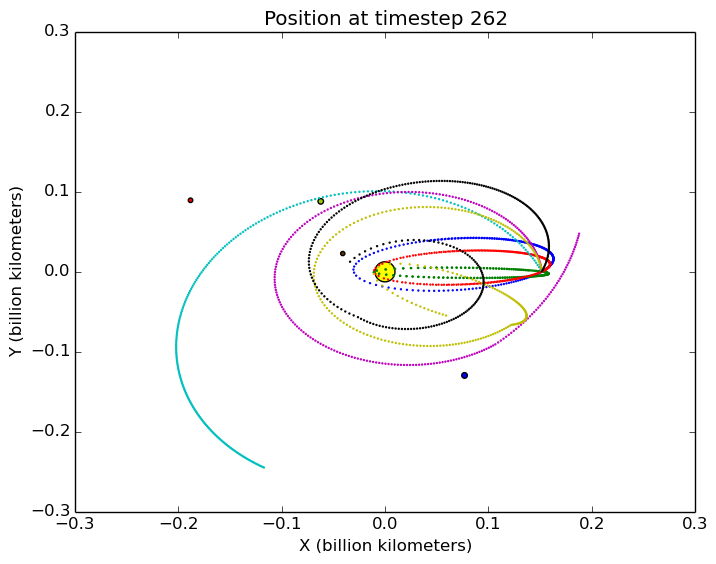 Position at timestep 262
0.3
0.2
0.1
0.0
−0.1
−0.2
−0.3
Y (billion kilometers)
−0.3 −0.2 −0.1 0.0 0.1 0.2 0.3
X (billion kilometers)